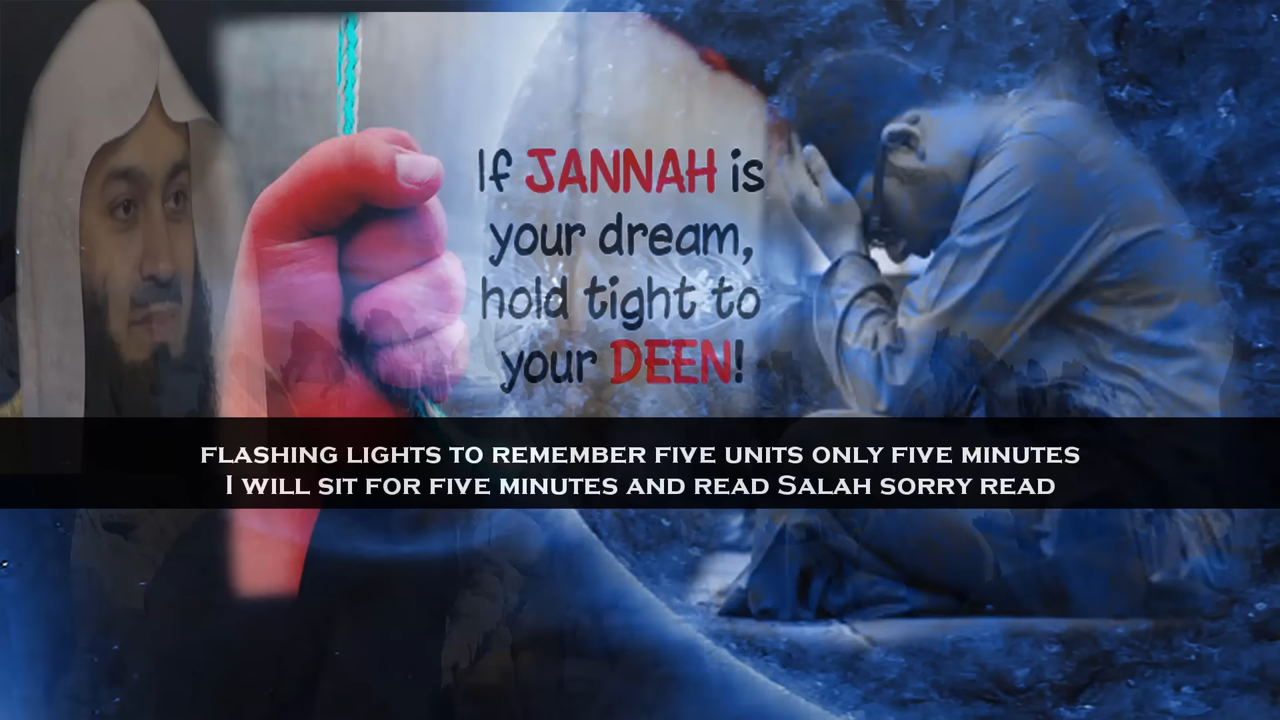 If JANNAH is
your dream,
hold tight to
your DEEN!
FLASHING LIGHTS TO REMEMBER FIVE UNITS ONLY FIVE MINUTES
I WILL SIT FOR FIVE MINUTES AND READ SALAH SORRY READ